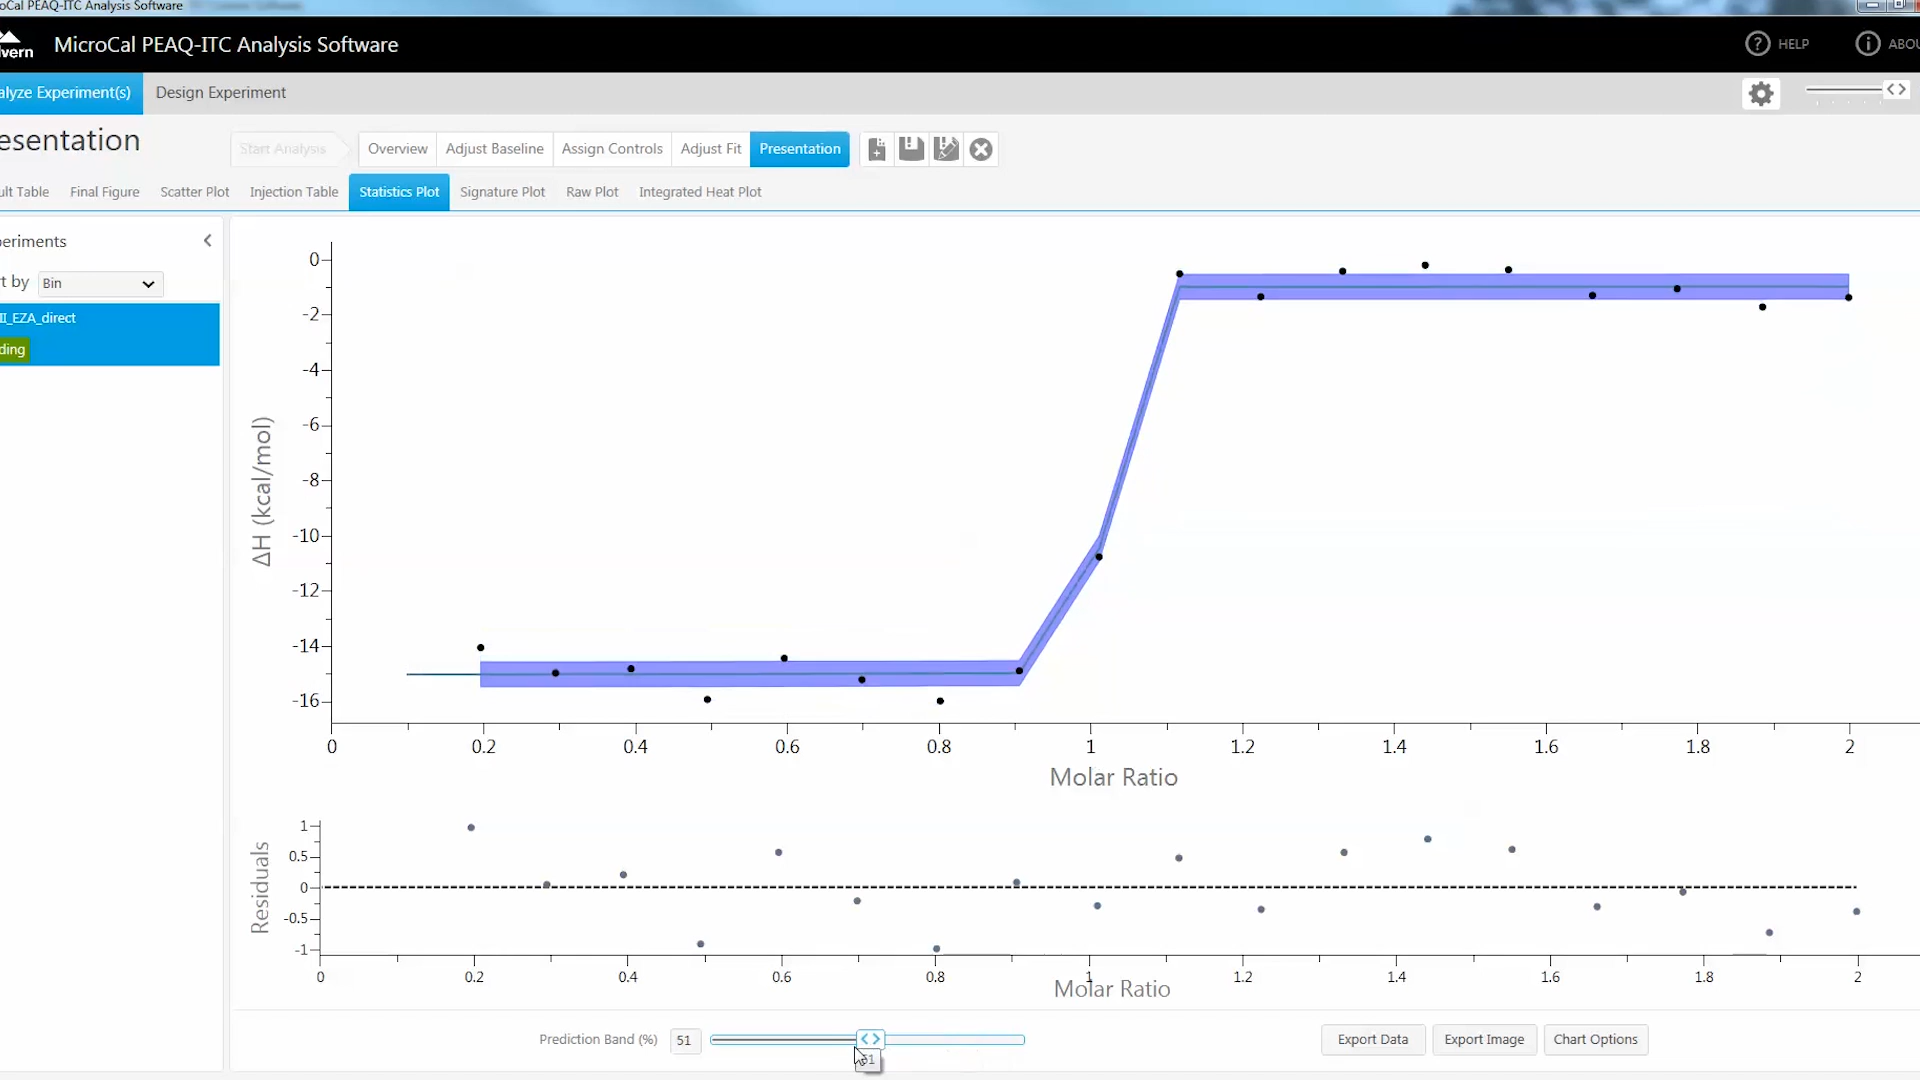 oCal PEAQ-ITC Analysis Software
lvern MicroCal PEAQ-ITC Analysis Software
? HELP i ABOU
alyze Experiment(s) Design Experiment
esentation
Start Analysis Overview Adjust Baseline Assign Controls Adjust Fit Presentation
ult Table Final Figure Scatter Plot Injection Table Statistics Plot Signature Plot Raw Plot Integrated Heat Plot
periments
t by Bin
II_EZA_direct
ding
0
-2
-4
-6
-8
-10
-12
-14
-16
ΔH (kcal/mol)
0 0.2 0.4 0.6 0.8 1 1.2 1.4 1.6 1.8 2
Molar Ratio
1
0.5
0
-0.5
-1
Residuals
0 0.2 0.4 0.6 0.8 1 1.2 1.4 1.6 1.8 2
Molar Ratio
Prediction Band (%) 51
51
Export Data Export Image Chart Options